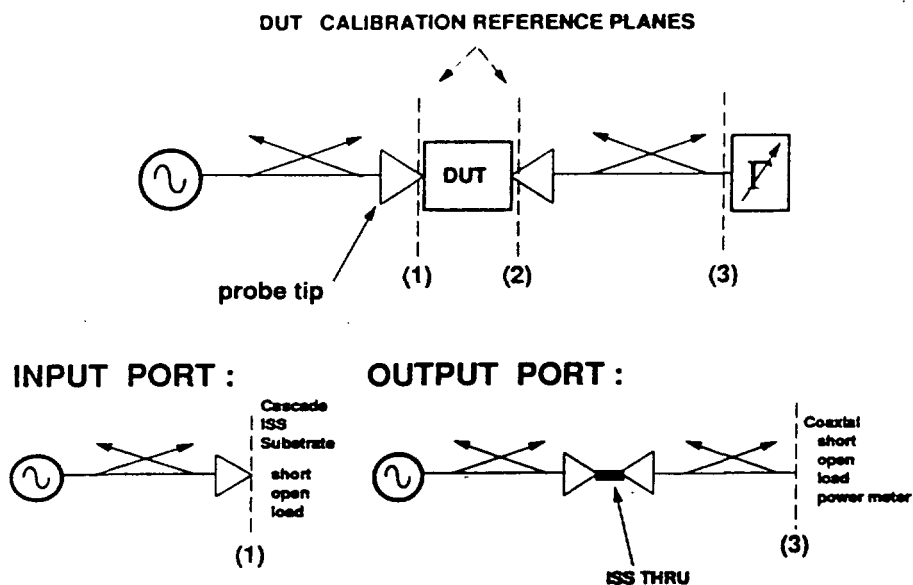 DUT CALIBRATION REFERENCE PLANES
DUT
Γ
(1)
(2)
(3)
probe tip
INPUT PORT :
OUTPUT PORT :
Cascade
ISS
Substrate
short
open
load
(1)
Coaxial
short
open
load
power meter
(3)
ISS THRU